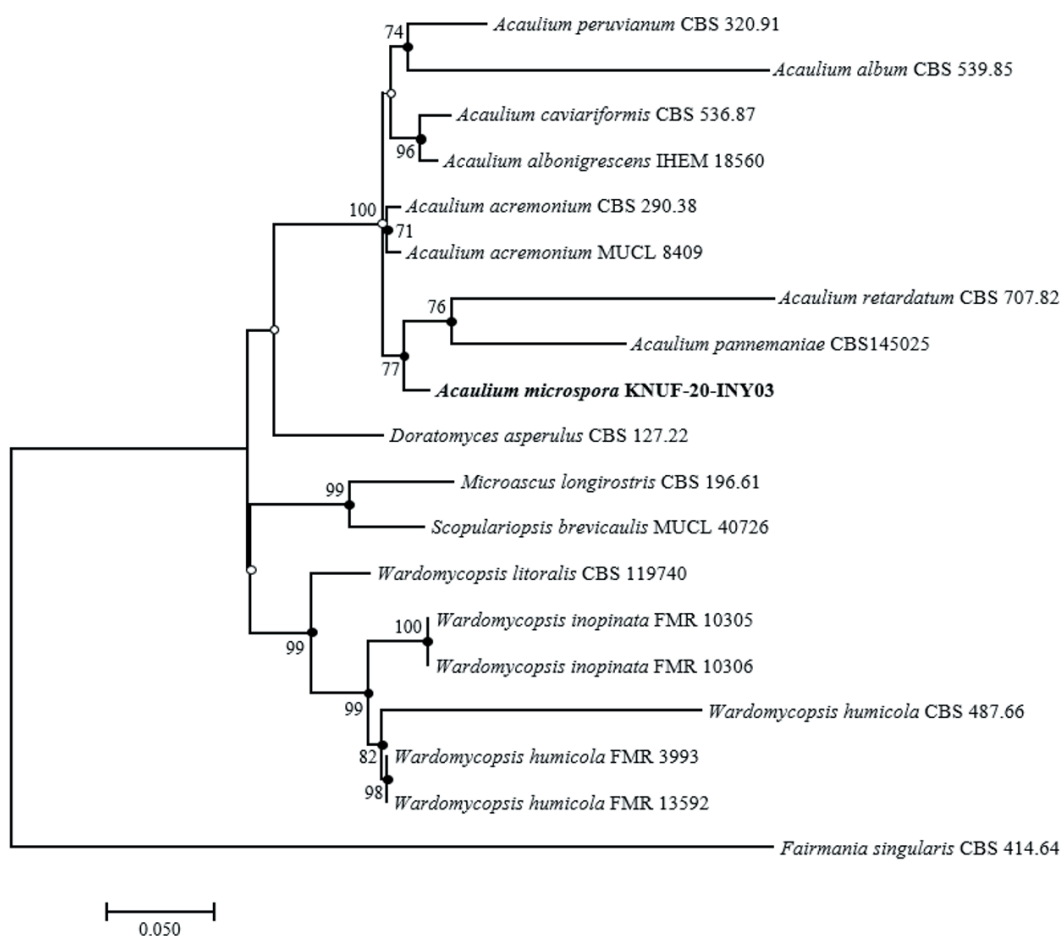 74
Acaulium peruvianum CBS 320.91
Acaulium album CBS 539.85
Acaulium caviariformis CBS 536.87
96
Acaulium albonigrescens IHEM 18560
100
Acaulium acremonium CBS 290.38
71
Acaulium acremonium MUCL 8409
76
Acaulium retardatum CBS 707.82
Acaulium pannemaniae CBS145025
77
Acaulium microspora KNUF-20-INY03
Doratomyces asperulus CBS 127.22
99
Microascus longirostris CBS 196.61
Scopulariopsis brevicaulis MUCL 40726
Wardomycopsis litoralis CBS 119740
99
100
Wardomycopsis inopinata FMR 10305
Wardomycopsis inopinata FMR 10306
99
Wardomycopsis humicola CBS 487.66
82
Wardomycopsis humicola FMR 3993
98
Wardomycopsis humicola FMR 13592
Fairmania singularis CBS 414.64
0.050